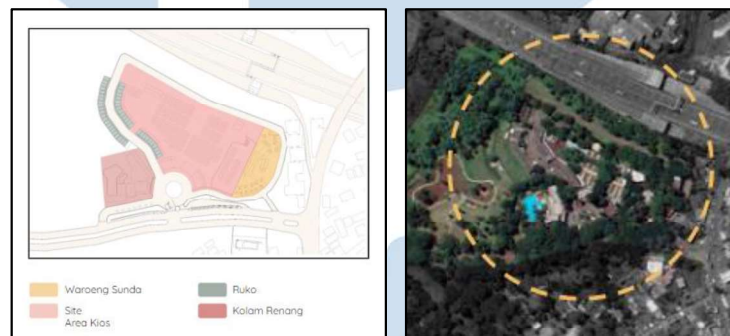 Waroeng Sunda
Ruko
Site
Area Kios
Kolam Renang